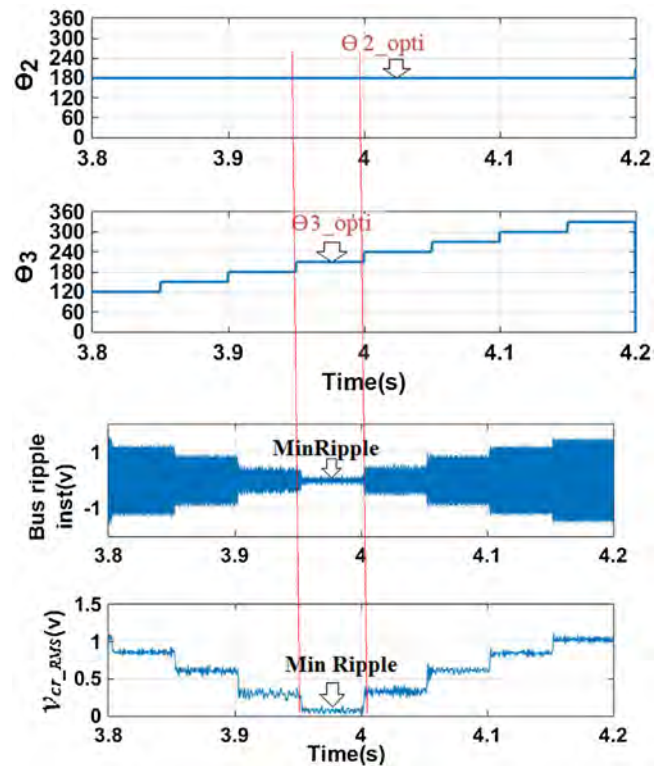 360
300
240
180
120
60
0
Θ2
Θ2_opti
3.8 3.9 4 4.1 4.2
360
300
240
180
120
60
0
Θ3
Θ3_opti
3.8 3.9 4 4.1 4.2
Time(s)
1
-1
Bus ripple
inst(v)
MinRipple
3.8 3.9 4 4.1 4.2
1.5
1
0.5
0
𝒱cr_RMS(v)
Min Ripple
3.8 3.9 4 4.1 4.2
Time(s)